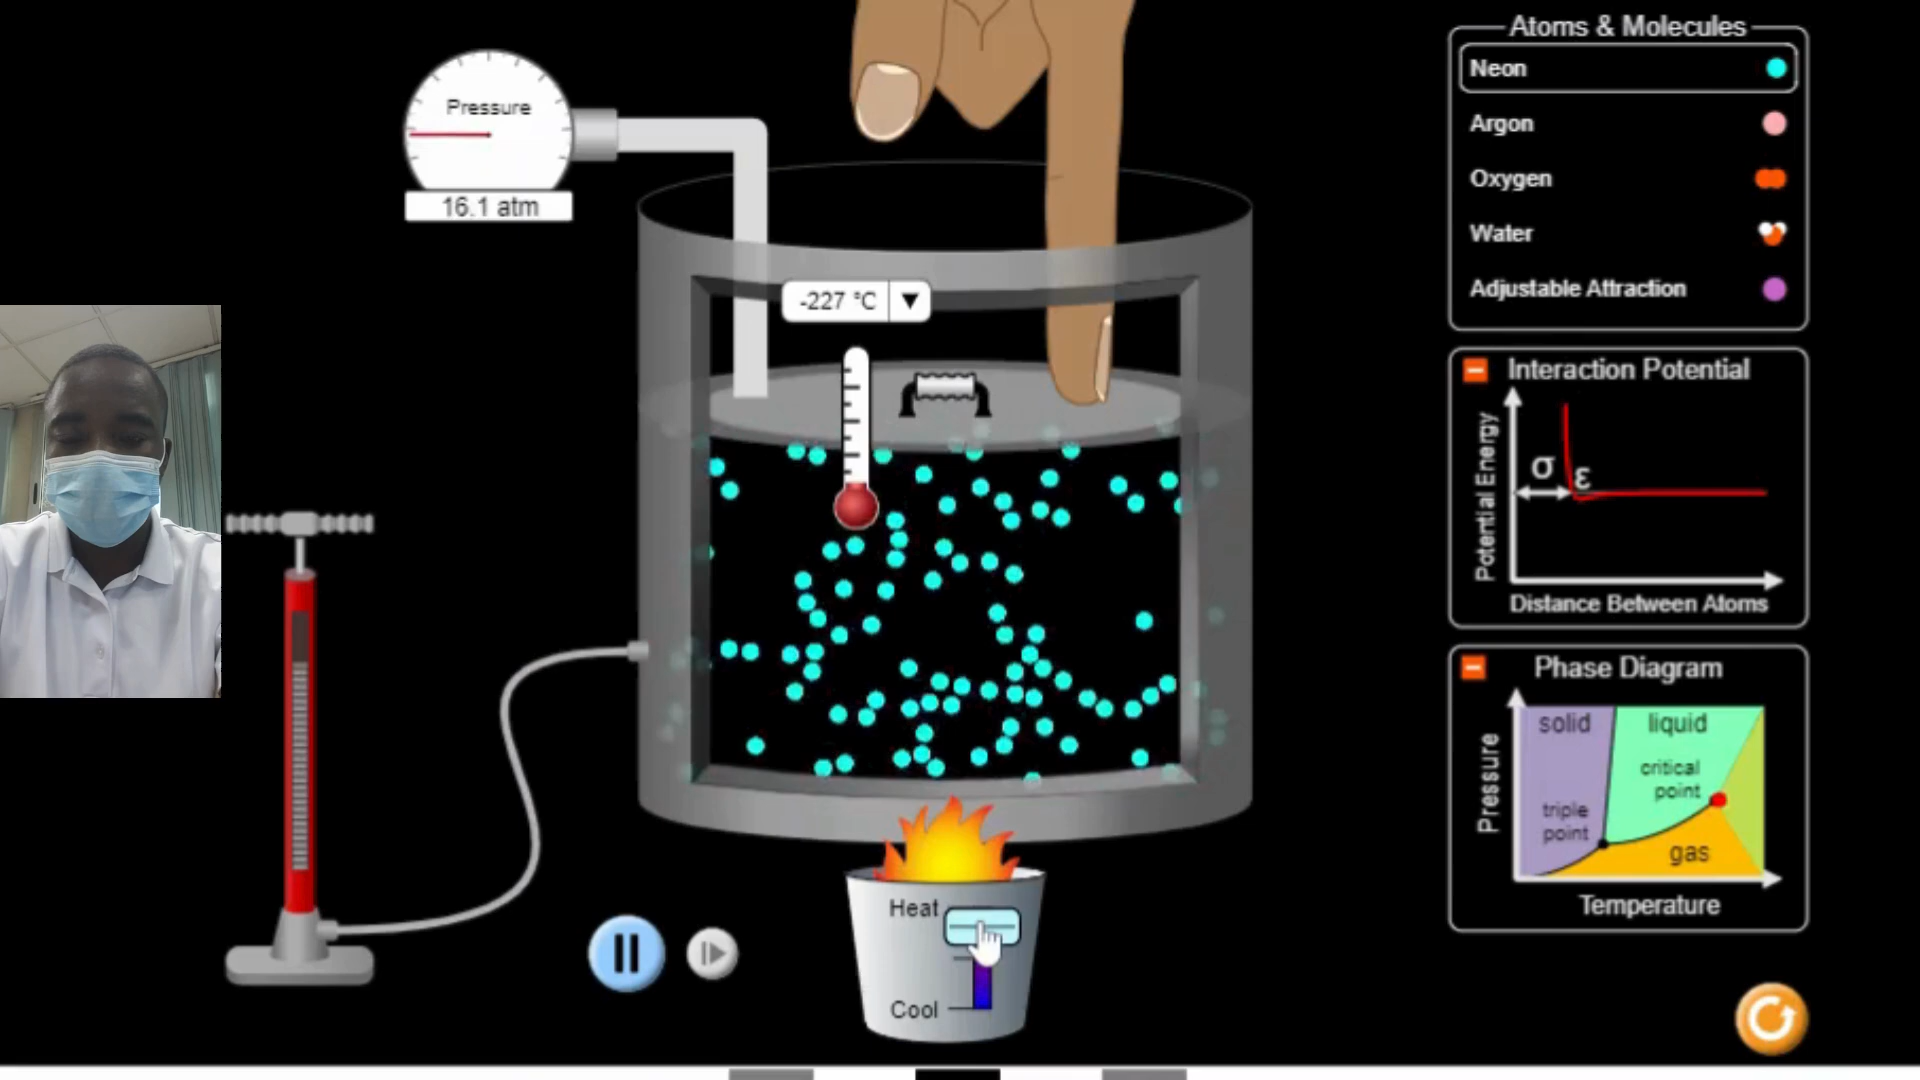 Pressure
16.1 atm
-227 °C
Heat
Cool
Atoms & Molecules
Neon
Argon
Oxygen
Water
Adjustable Attraction
Interaction Potential
Potential Energy
σ
ε
Distance Between Atoms
Phase Diagram
Pressure
solid
liquid
critical
point
triple
point
gas
Temperature